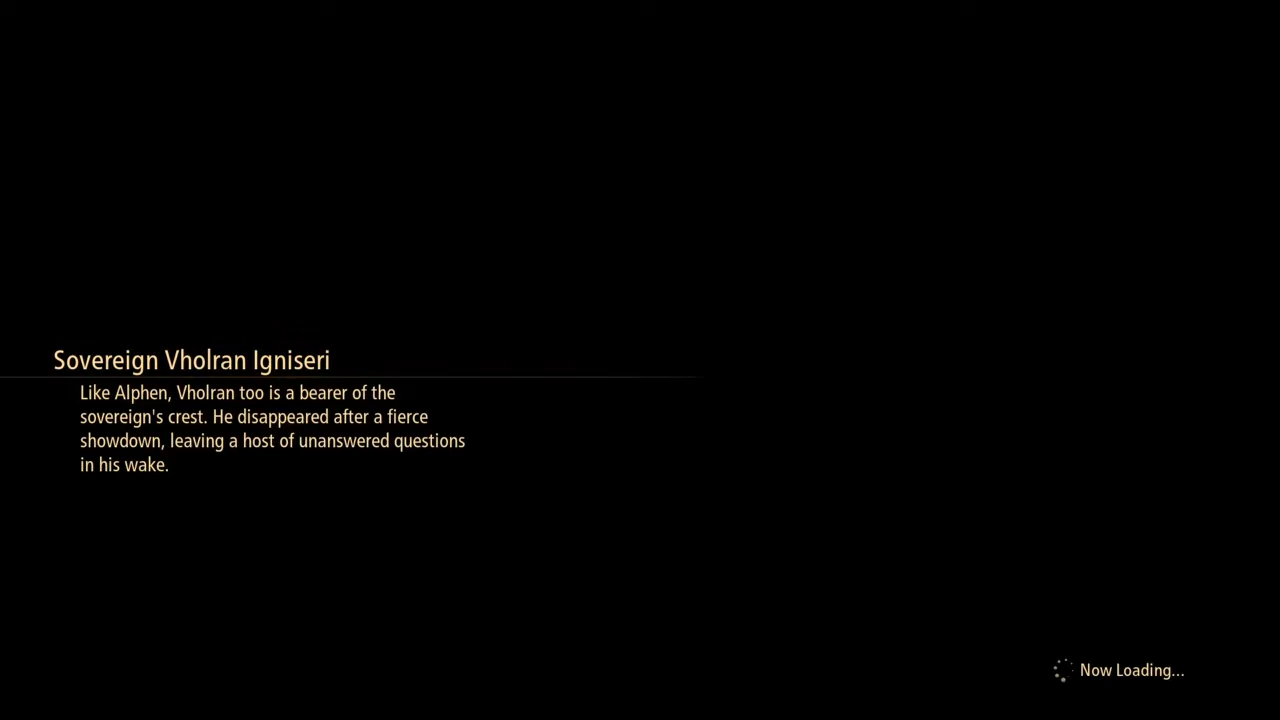 Sovereign Vholran Igniseri
Like Alphen, Vholran too is a bearer of the
sovereign's crest. He disappeared after a fierce
showdown, leaving a host of unanswered questions
in his wake.
Now Loading...